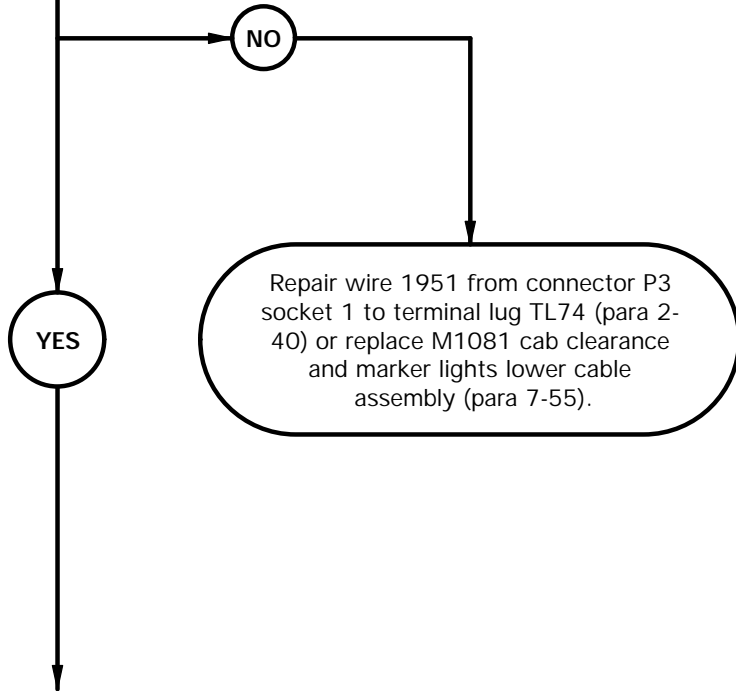 NO
Repair wire 1951 from connector P3
socket 1 to terminal lug TL74 (para 2-
40) or replace M1081 cab clearance
and marker lights lower cable
assembly (para 7-55).
YES